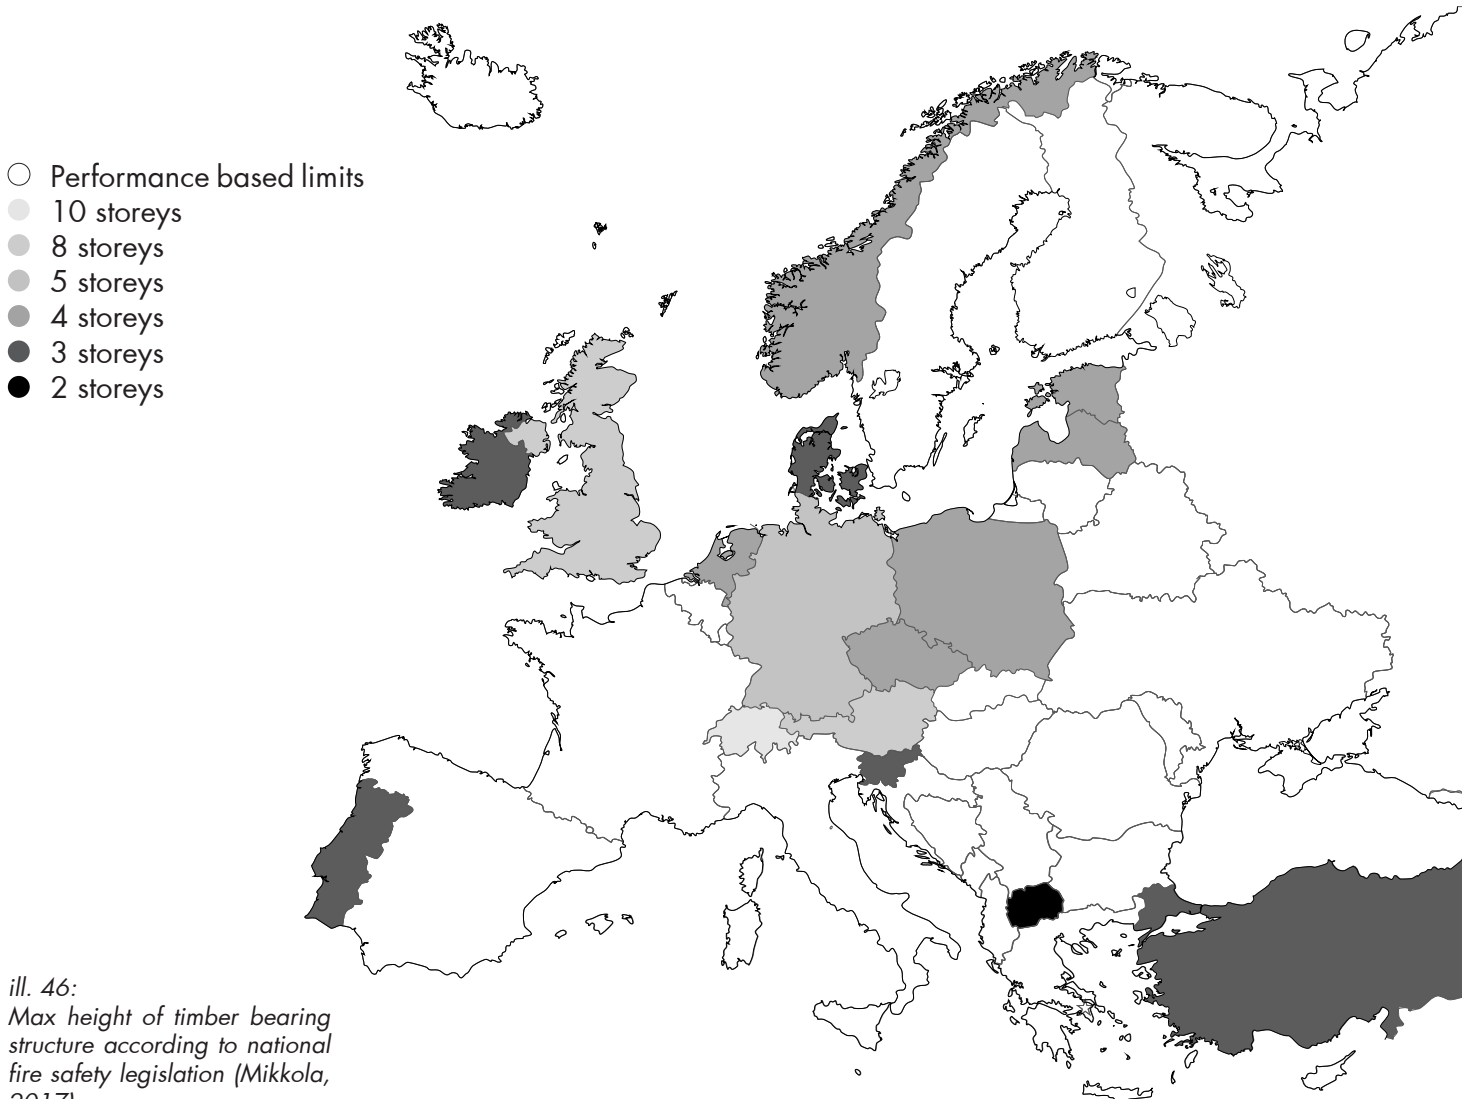 Performance based limits
10 storeys
8 storeys
5 storeys
4 storeys
3 storeys
2 storeys
ill. 46:
Max height of timber bearing
structure according to national
fire safety legislation (Mikkola,
2017)